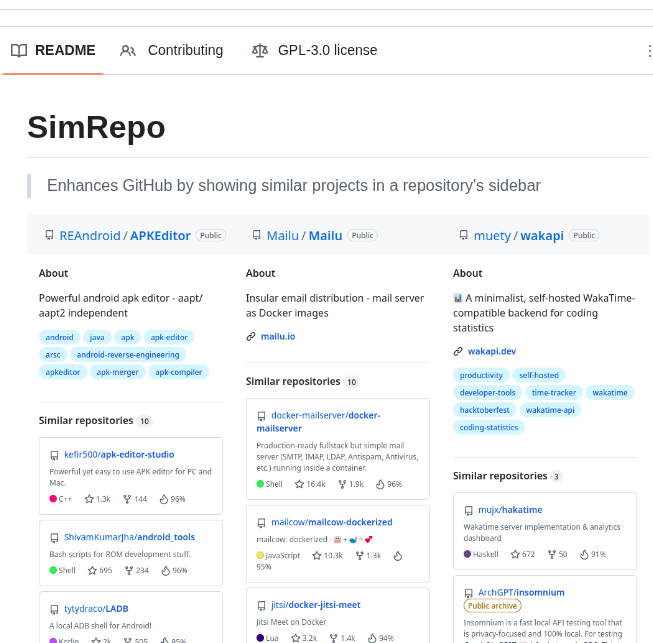 README Contributing GPL-3.0 license
SimRepo
Enhances GitHub by showing similar projects in a repository's sidebar
REAndroid / APKEditor Public
About
Powerful android apk editor - aapt/
aapt2 independent
android java apk apk-editor
arsc android-reverse-engineering
apkeditor apk-merger apk-compiler
Similar repositories 10
kefir500/apk-editor-studio
Powerful yet easy to use APK editor for PC and
Mac.
C++ 1.3k 144 96%
ShivamKumarJha/android_tools
Bash scripts for ROM development stuff.
Shell 695 234 96%
tytydraco/LADB
A local ADB shell for Android!
Kotlin 2k 505 95%
Mailu / Mailu Public
About
Insular email distribution - mail server
as Docker images
mailu.io
Similar repositories 10
docker-mailserver/docker-
mailserver
Production-ready fullstack but simple mail
server (SMTP, IMAP, LDAP, Antispam, Antivirus,
etc.) running inside a container.
Shell 16.4k 1.9k 96%
mailcow/mailcow-dockerized
mailcow: dockerized - 🐮 + 🐋 = 💕
JavaScript 10.3k 1.3k
95%
jitsi/docker-jitsi-meet
Jitsi Meet on Docker
Lua 3.2k 1.4k 94%
muety / wakapi Public
About
📊 A minimalist, self-hosted WakaTime-
compatible backend for coding
statistics
wakapi.dev
productivity self-hosted
developer-tools time-tracker wakatime
hacktoberfest wakatime-api
coding-statistics
Similar repositories 3
mujx/hakatime
Wakatime server implementation & analytics
dashboard
Haskell 672 50 91%
ArchGPT/insomnium
Public archive
Insomnium is a fast local API testing tool that
is privacy-focused and 100% local. For testing